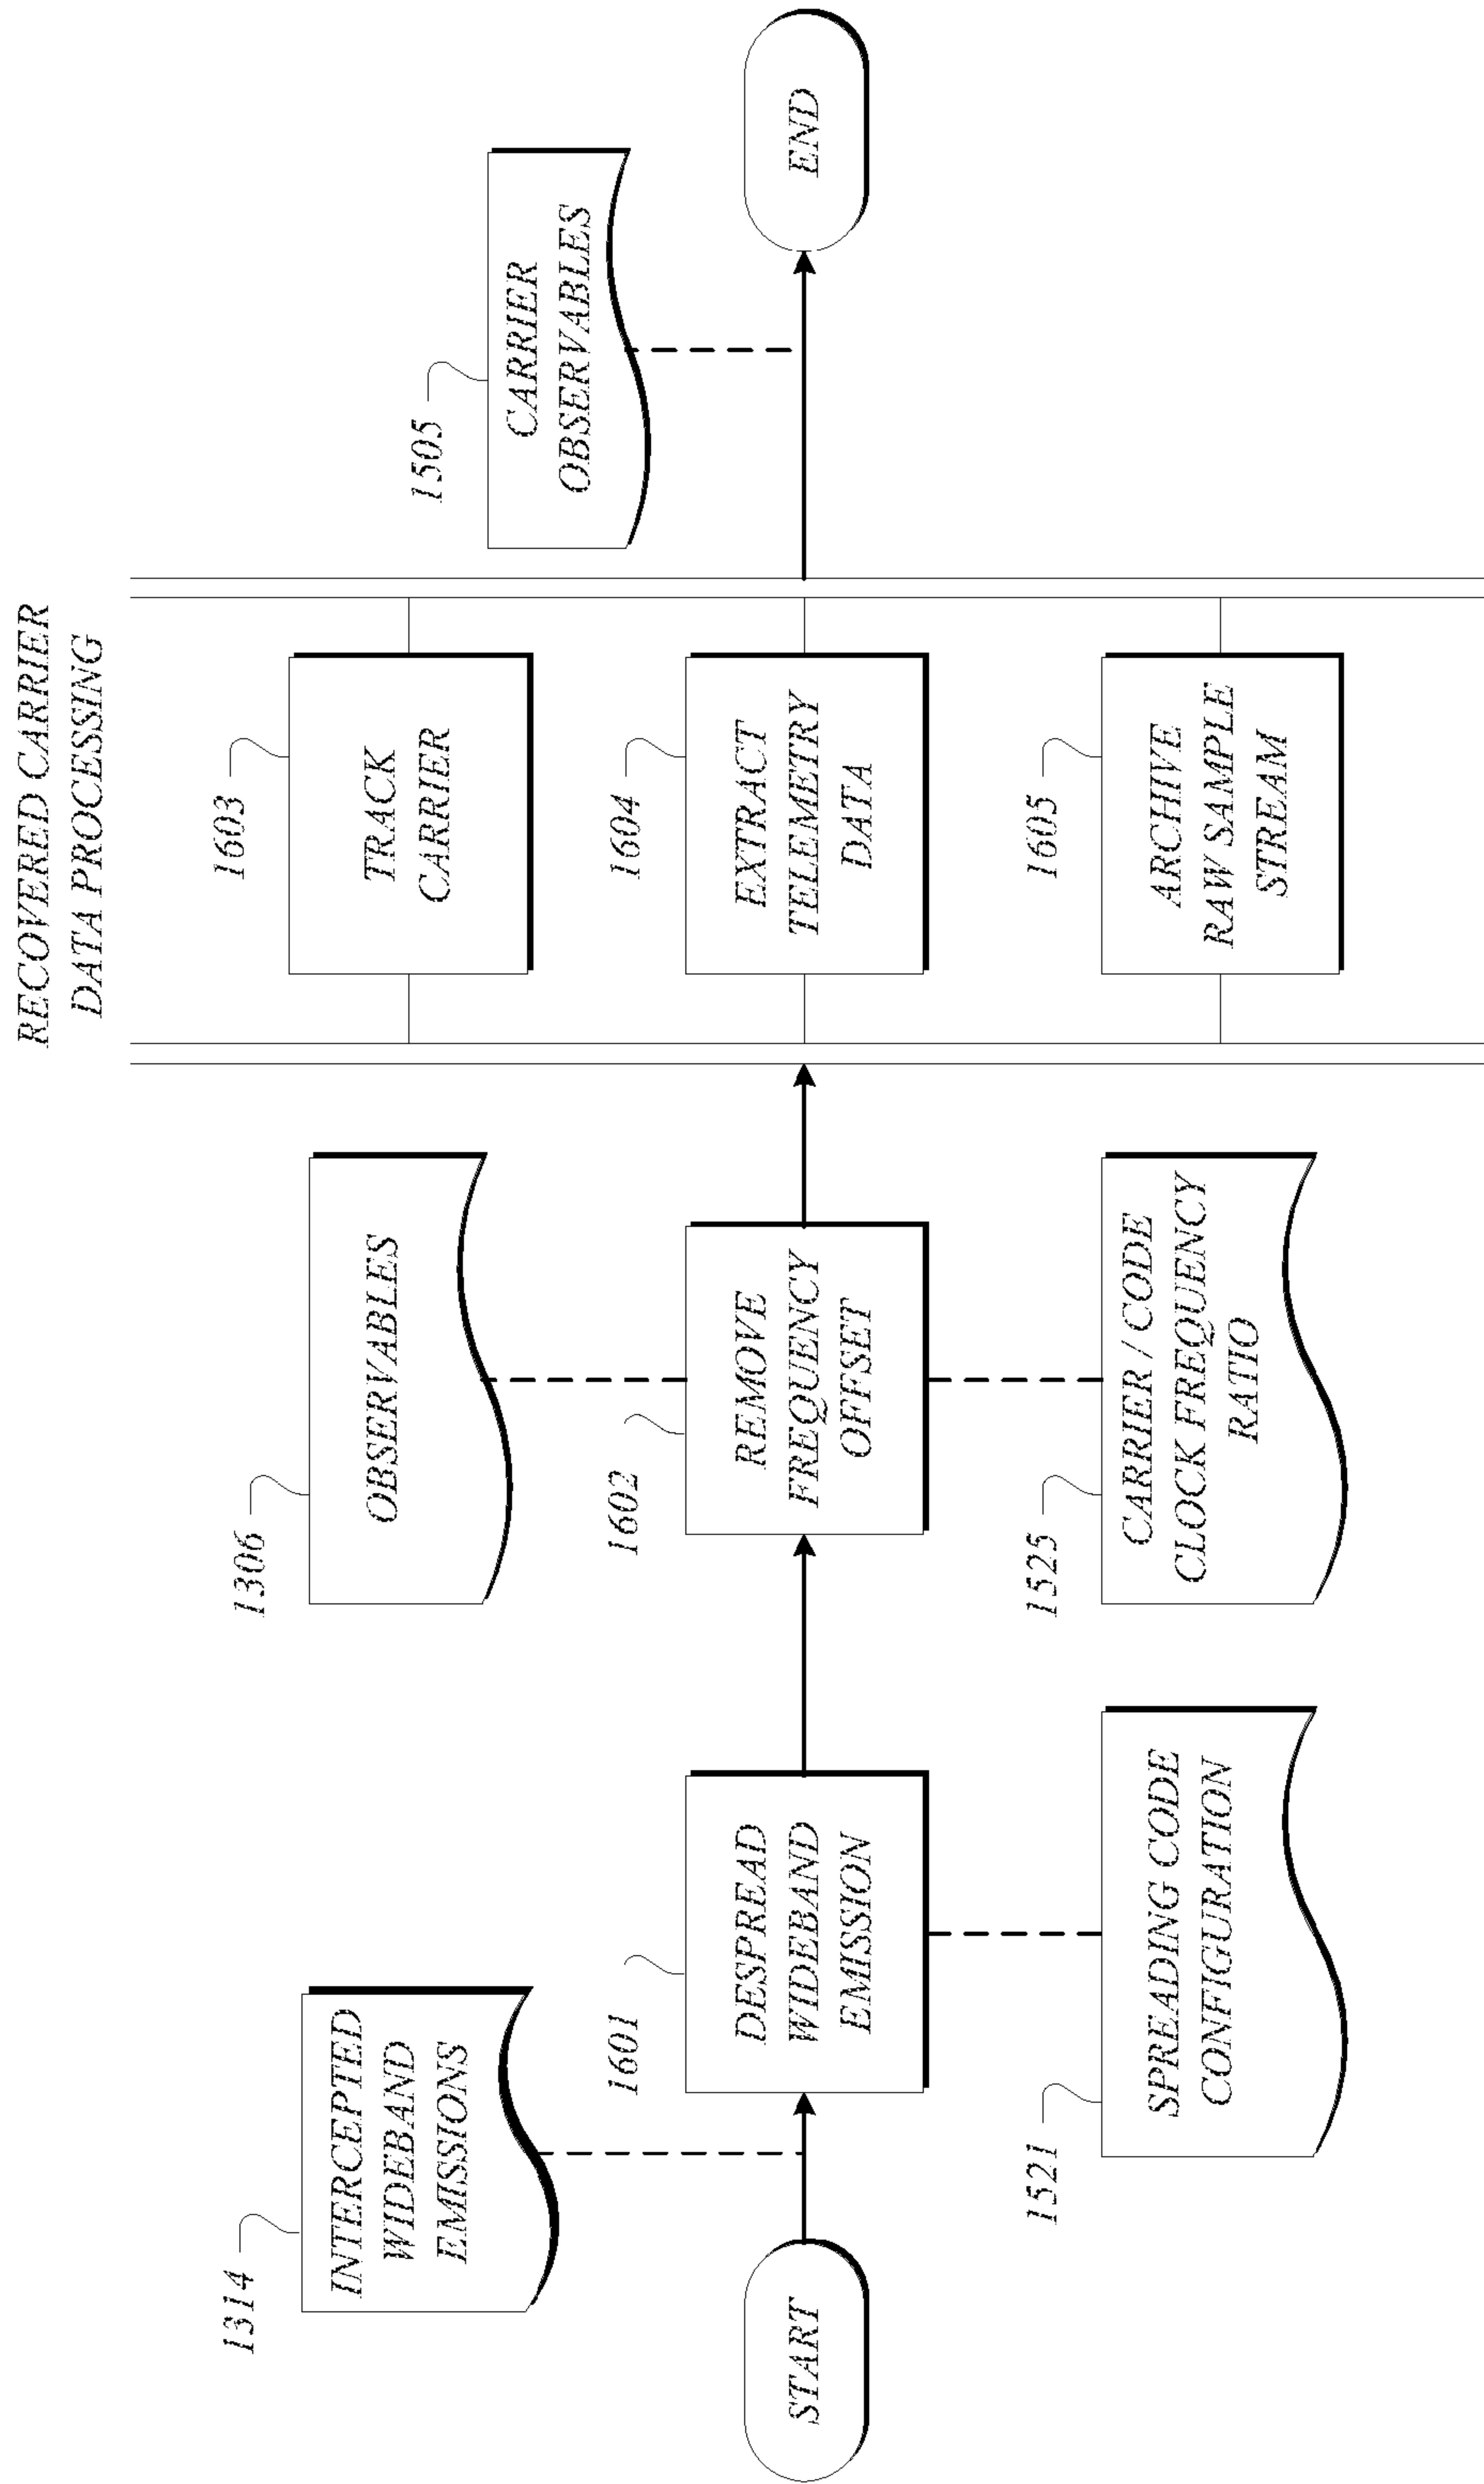 RECOVERED CARRIER
DATA PROCESSING
1314
INTERCEPTED
WIDEBAND
EMISSIONS
1306
OBSERVABLES
1603
TRACK
CARRIER
1505
CARRIER
OBSERVABLES
START
1601
DESPREAD
WIDEBAND
EMISSION
1602
REMOVE
FREQUENCY
OFFSET
1604
EXTRACT
TELEMETRY
DATA
END
1521
SPREADING CODE
CONFIGURATION
1525
CARRIER / CODE
CLOCK FREQUENCY
RATIO
1605
ARCHIVE
RAW SAMPLE
STREAM